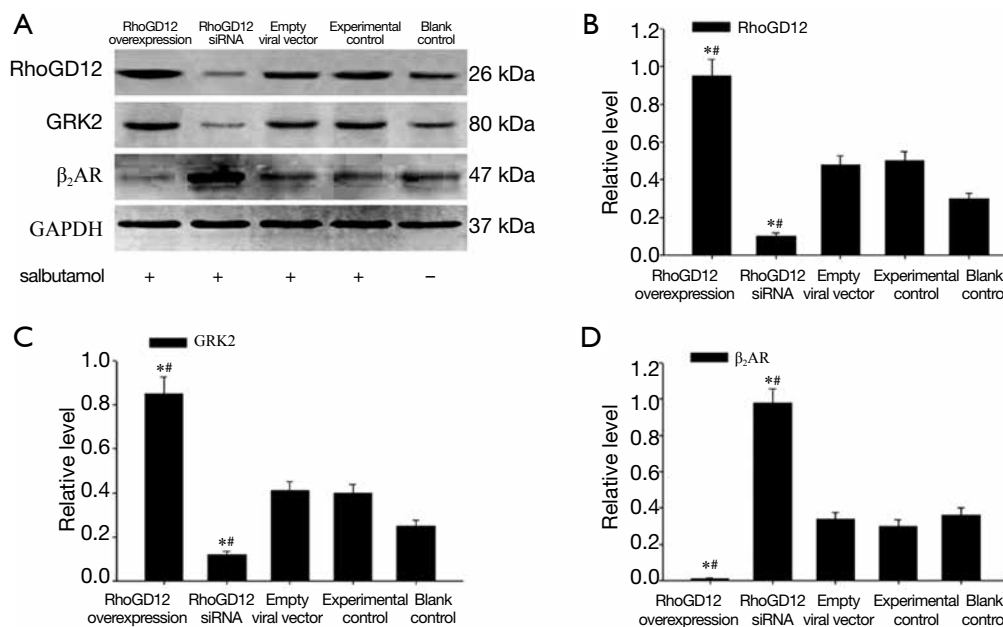 A
RhoGD12 overexpression
RhoGD12 siRNA
Empty viral vector
Experimental control
Blank control
RhoGD12
26 kDa
GRK2
80 kDa
β₂AR
47 kDa
GAPDH
37 kDa
salbutamol + + + + −
B
RhoGD12
Relative level
1.0
0.8
0.6
0.4
0.2
0.0
*#
*#
RhoGD12 overexpression
RhoGD12 siRNA
Empty viral vector
Experimental control
Blank control
C
GRK2
Relative level
1.0
0.8
0.6
0.4
0.2
0.0
*#
*#
RhoGD12 overexpression
RhoGD12 siRNA
Empty viral vector
Experimental control
Blank control
D
β₂AR
Relative level
1.2
1.0
0.8
0.6
0.4
0.2
0.0
*#
*#
RhoGD12 overexpression
RhoGD12 siRNA
Empty viral vector
Experimental control
Blank control